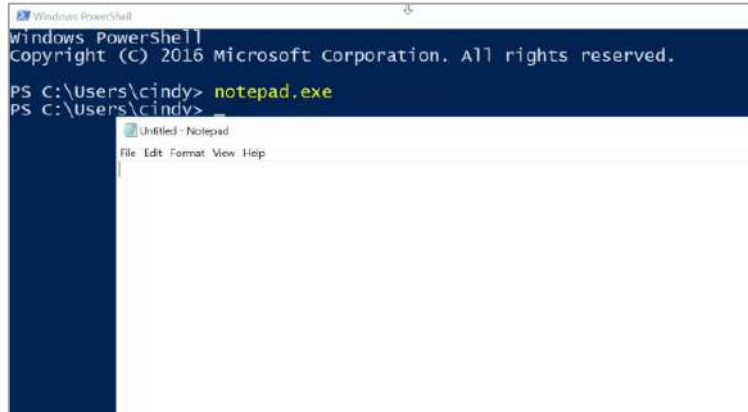 Windows PowerShell
Windows PowerShell
Copyright (C) 2016 Microsoft Corporation. All rights reserved.
PS C:\Users\cindy> notepad.exe
PS C:\Users\cindy> _
Untitled - Notepad
File Edit Format View Help